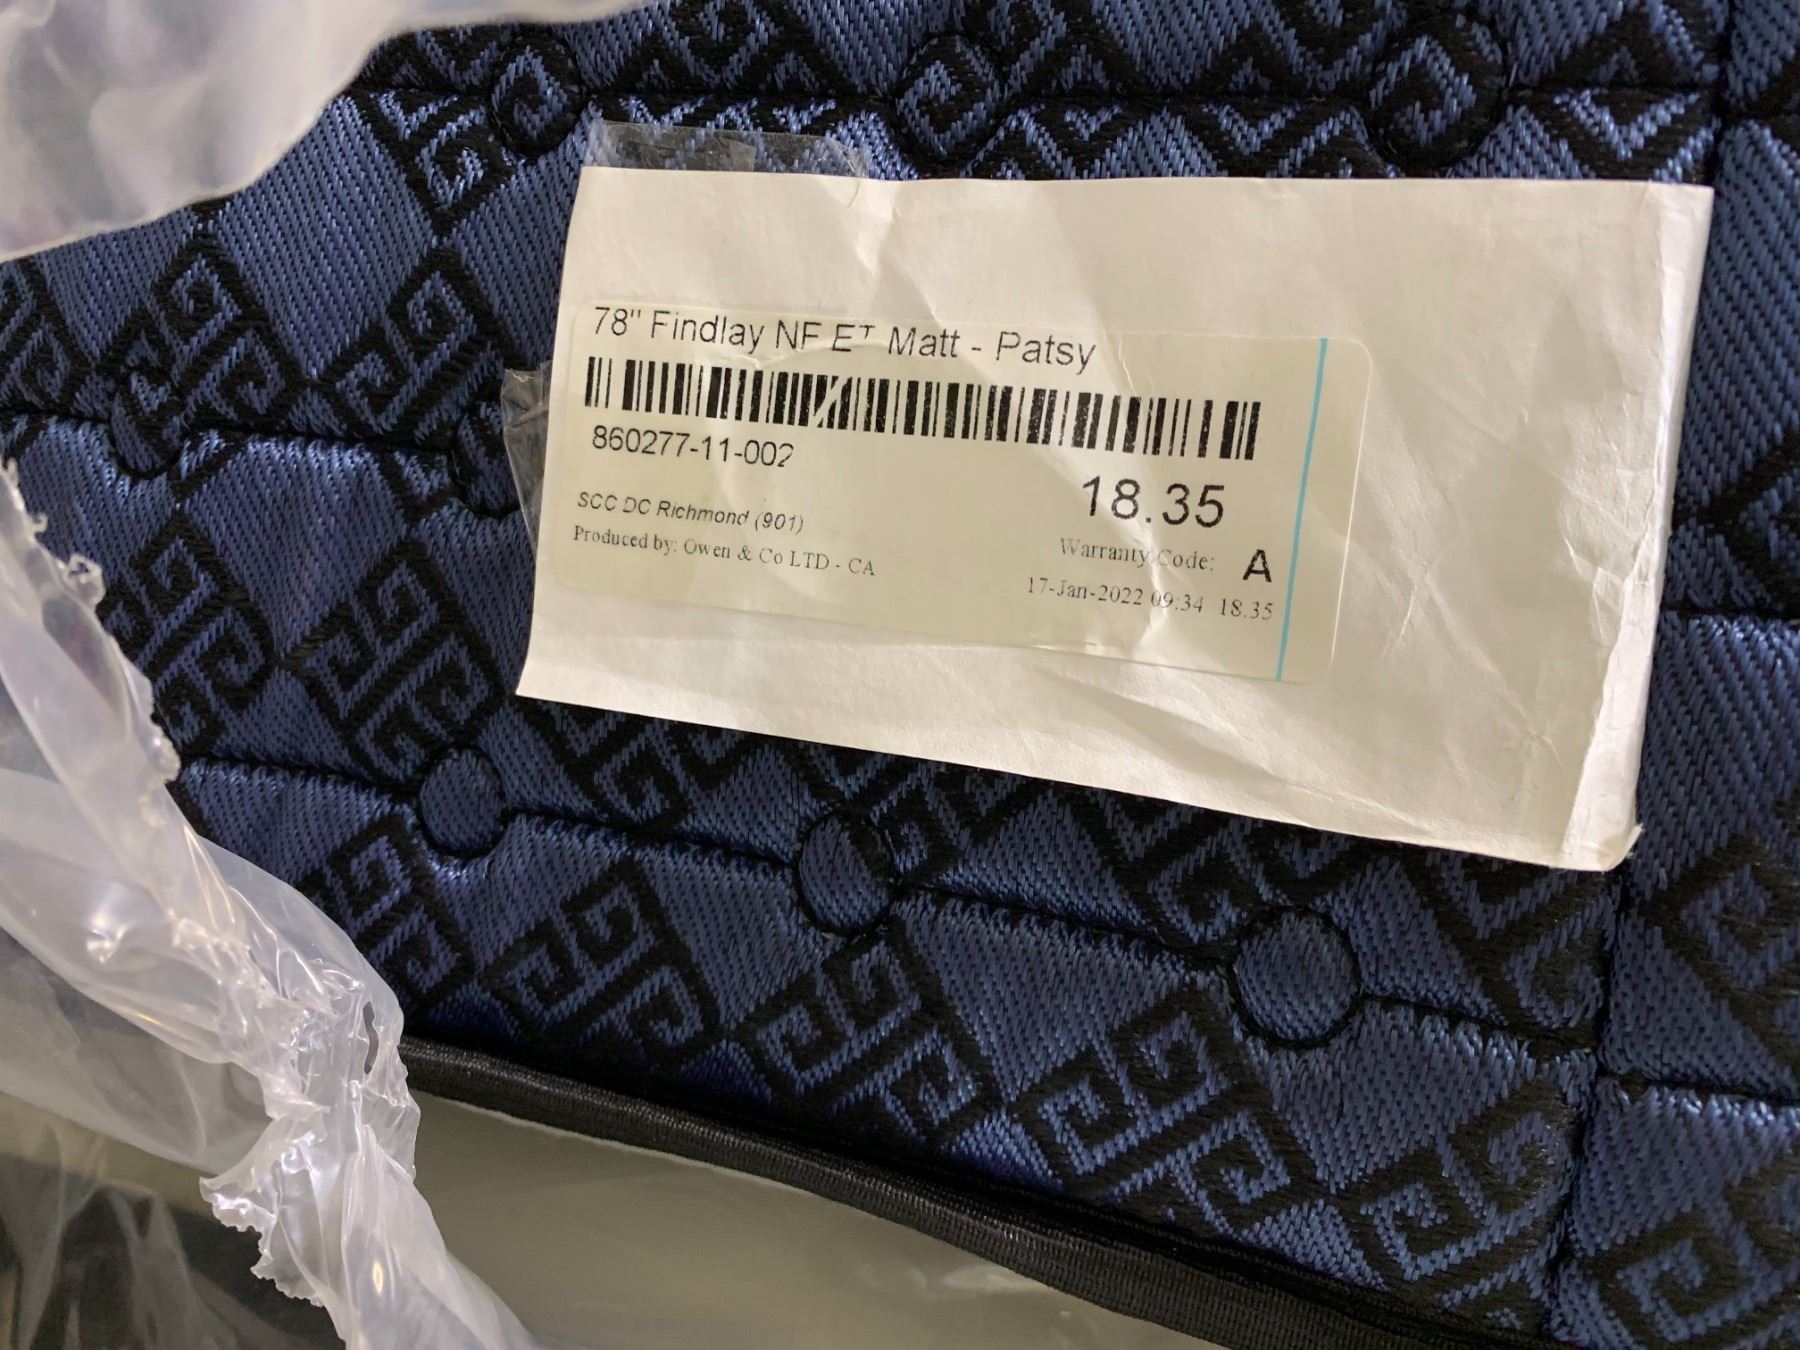 78" Findlay NF ET Matt - Patsy
860277-11-002
18.35
SCC DC Richmond (901)
Produced by: Owen & Co LTD - CA
Warranty Code: A
17-Jan-2022 09:34 18.35